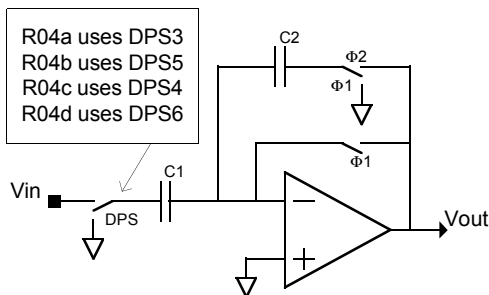 R04a uses DPS3
R04b uses DPS5
R04c uses DPS4
R04d uses DPS6
C2
Φ2
Φ1
Φ1
C1
Vin
DPS
Vout